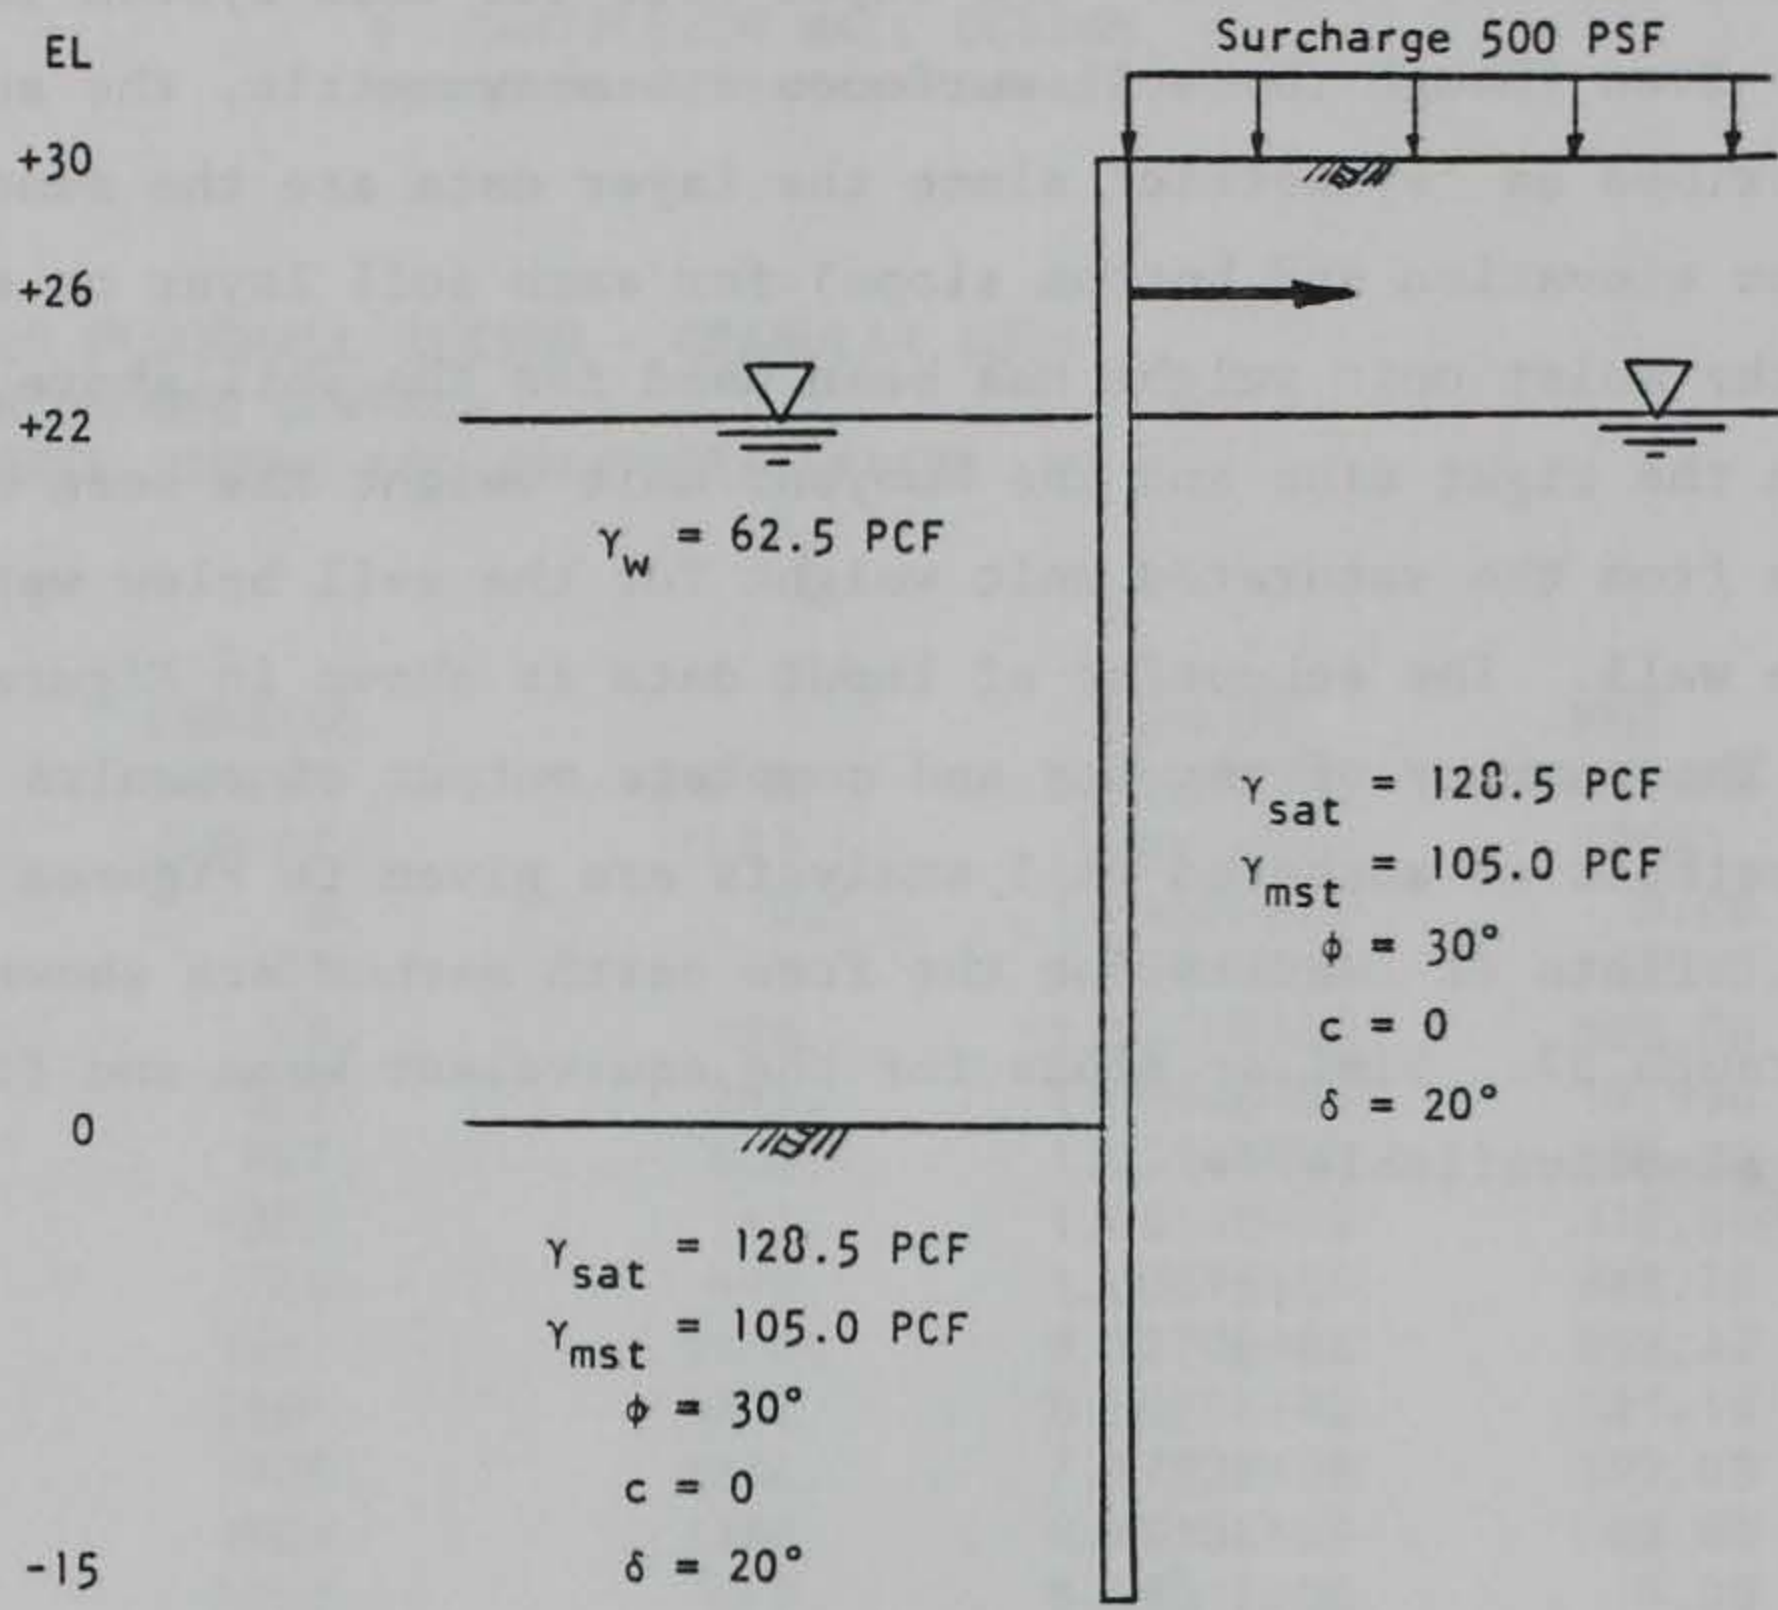 EL
Surcharge 500 PSF
+30
+26
+22
γw = 62.5 PCF
γsat = 128.5 PCF
γmst = 105.0 PCF
ϕ = 30°
c = 0
δ = 20°
0
γsat = 128.5 PCF
γmst = 105.0 PCF
ϕ = 30°
c = 0
δ = 20°
-15